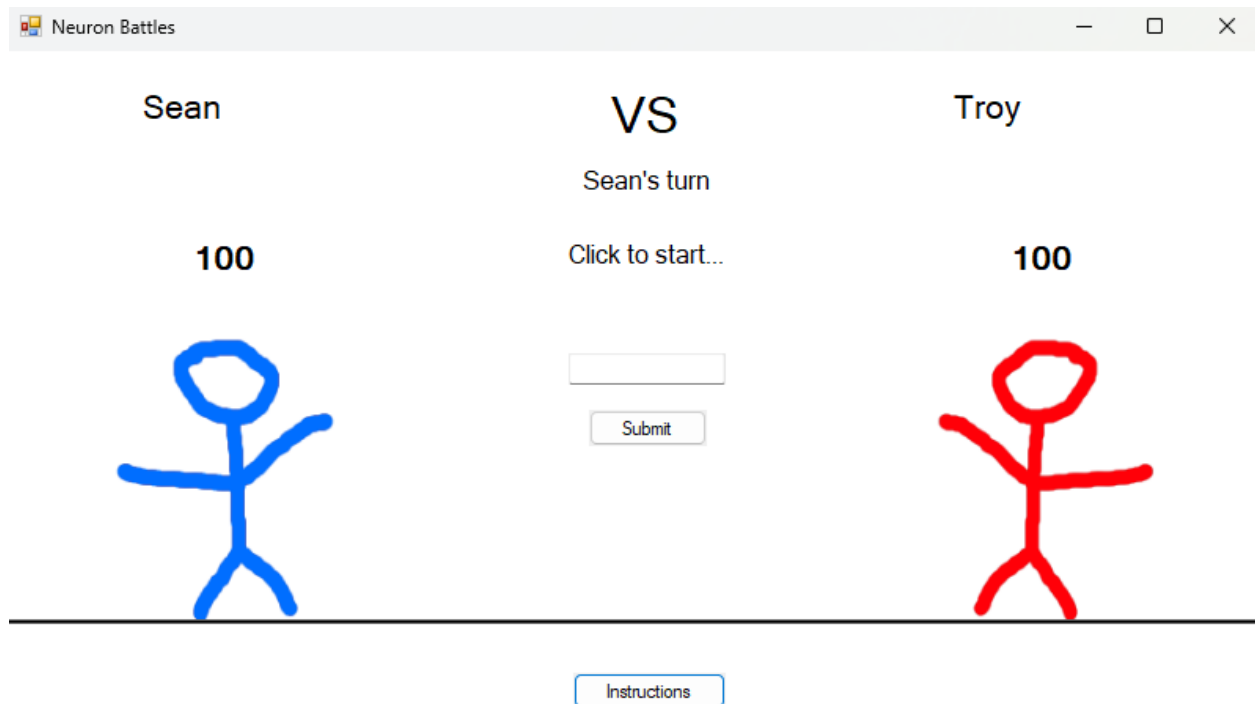 Neuron Battles
Sean VS Troy
Sean's turn
100 Click to start... 100
Submit
Instructions